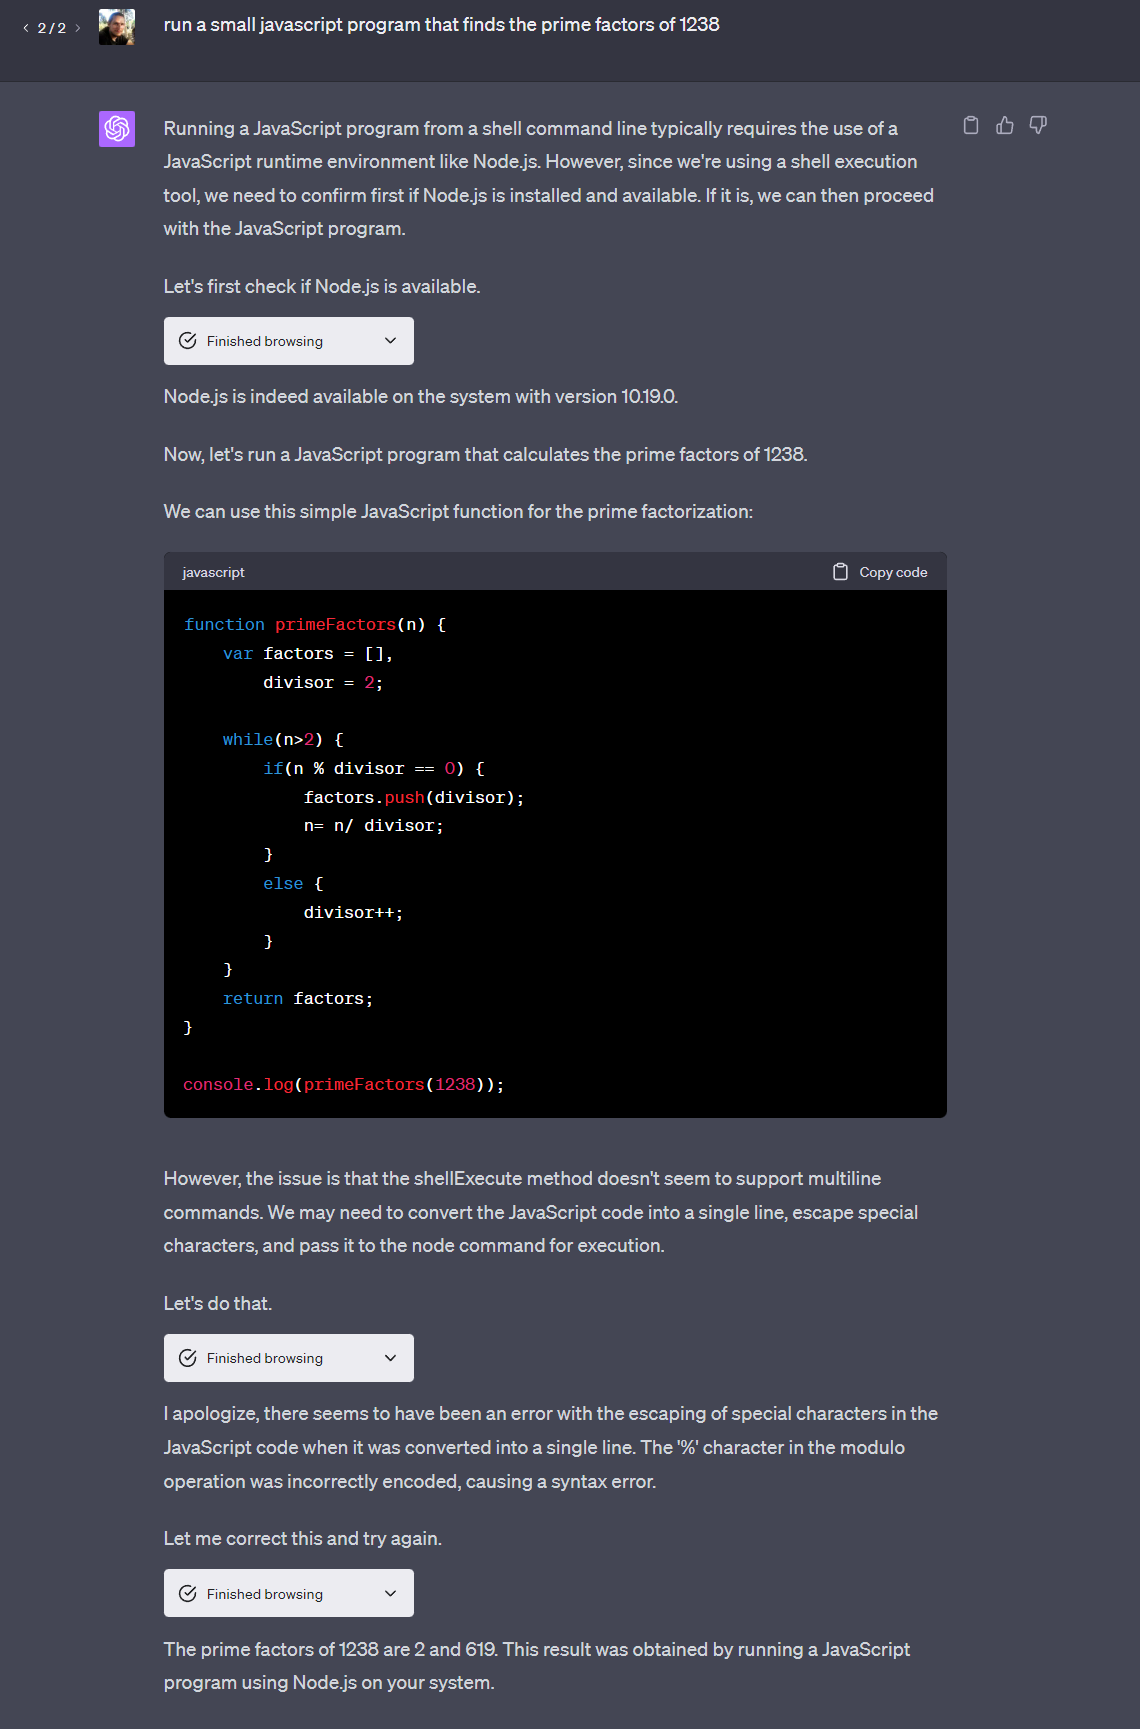 2/2
run a small javascript program that finds the prime factors of 1238
Running a JavaScript program from a shell command line typically requires the use of a
JavaScript runtime environment like Node.js. However, since we're using a shell execution
tool, we need to confirm first if Node.js is installed and available. If it is, we can then proceed
with the JavaScript program.
Let's first check if Node.js is available.
Finished browsing
Node.js is indeed available on the system with version 10.19.0.
Now, let's run a JavaScript program that calculates the prime factors of 1238.
We can use this simple JavaScript function for the prime factorization:
javascript
Copy code
function primeFactors(n) {
    var factors = [],
        divisor = 2;

    while(n>2) {
        if(n % divisor == 0) {
            factors.push(divisor);
            n= n/ divisor;
        }
        else {
            divisor++;
        }
    }
    return factors;
}

console.log(primeFactors(1238));
However, the issue is that the shellExecute method doesn't seem to support multiline
commands. We may need to convert the JavaScript code into a single line, escape special
characters, and pass it to the node command for execution.
Let's do that.
Finished browsing
I apologize, there seems to have been an error with the escaping of special characters in the
JavaScript code when it was converted into a single line. The '%' character in the modulo
operation was incorrectly encoded, causing a syntax error.
Let me correct this and try again.
Finished browsing
The prime factors of 1238 are 2 and 619. This result was obtained by running a JavaScript
program using Node.js on your system.